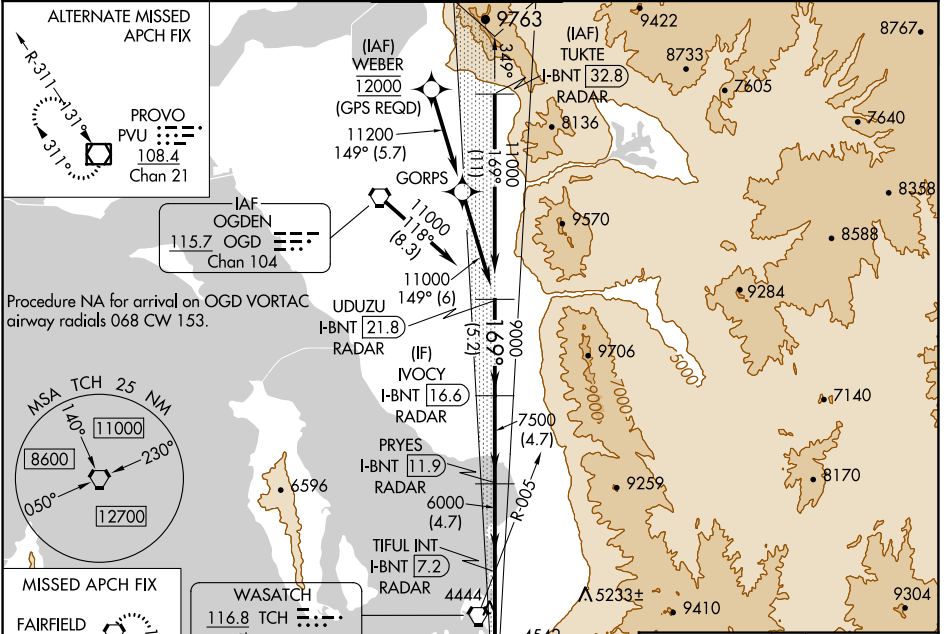 ALTERNATE MISSED
APCH FIX
R-311
131°
311°
PROVO
PVU
108.4
Chan 21
(IAF)
WEBER
12000
(GPS REQD)
11200
149° (5.7)
GORPS
9763
349°
(IAF)
TUKTE
I-BNT 32.8
RADAR
9422
8767
8733
7605
7640
8136
11000
169°
(11)
8358
IAF
OGDEN
115.7 OGD
Chan 104
11000
118°
(8.3)
9570
8588
11000
149° (6)
9284
Procedure NA for arrival on OGD VORTAC
airway radials 068 CW 153.
UDUZU
I-BNT 21.8
RADAR
9000
169°
(5.2)
5000
9706
9000
7000
(IF)
IVOCY
I-BNT 16.6
RADAR
7140
MSA TCH 25 NM
140°
11000
8600
230°
050°
12700
7500
(4.7)
PRYES
I-BNT 11.9
RADAR
8170
6596
9259
R-005
6000
(4.7)
TIFUL INT
I-BNT 7.2
RADAR
MISSED APCH FIX
FAIRFIELD
WASATCH
116.8 TCH
4444
5233±
9410
9304